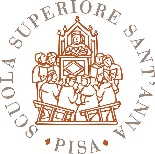 · SCUOLA SUPERIORE SANT'ANNA ·
PISA